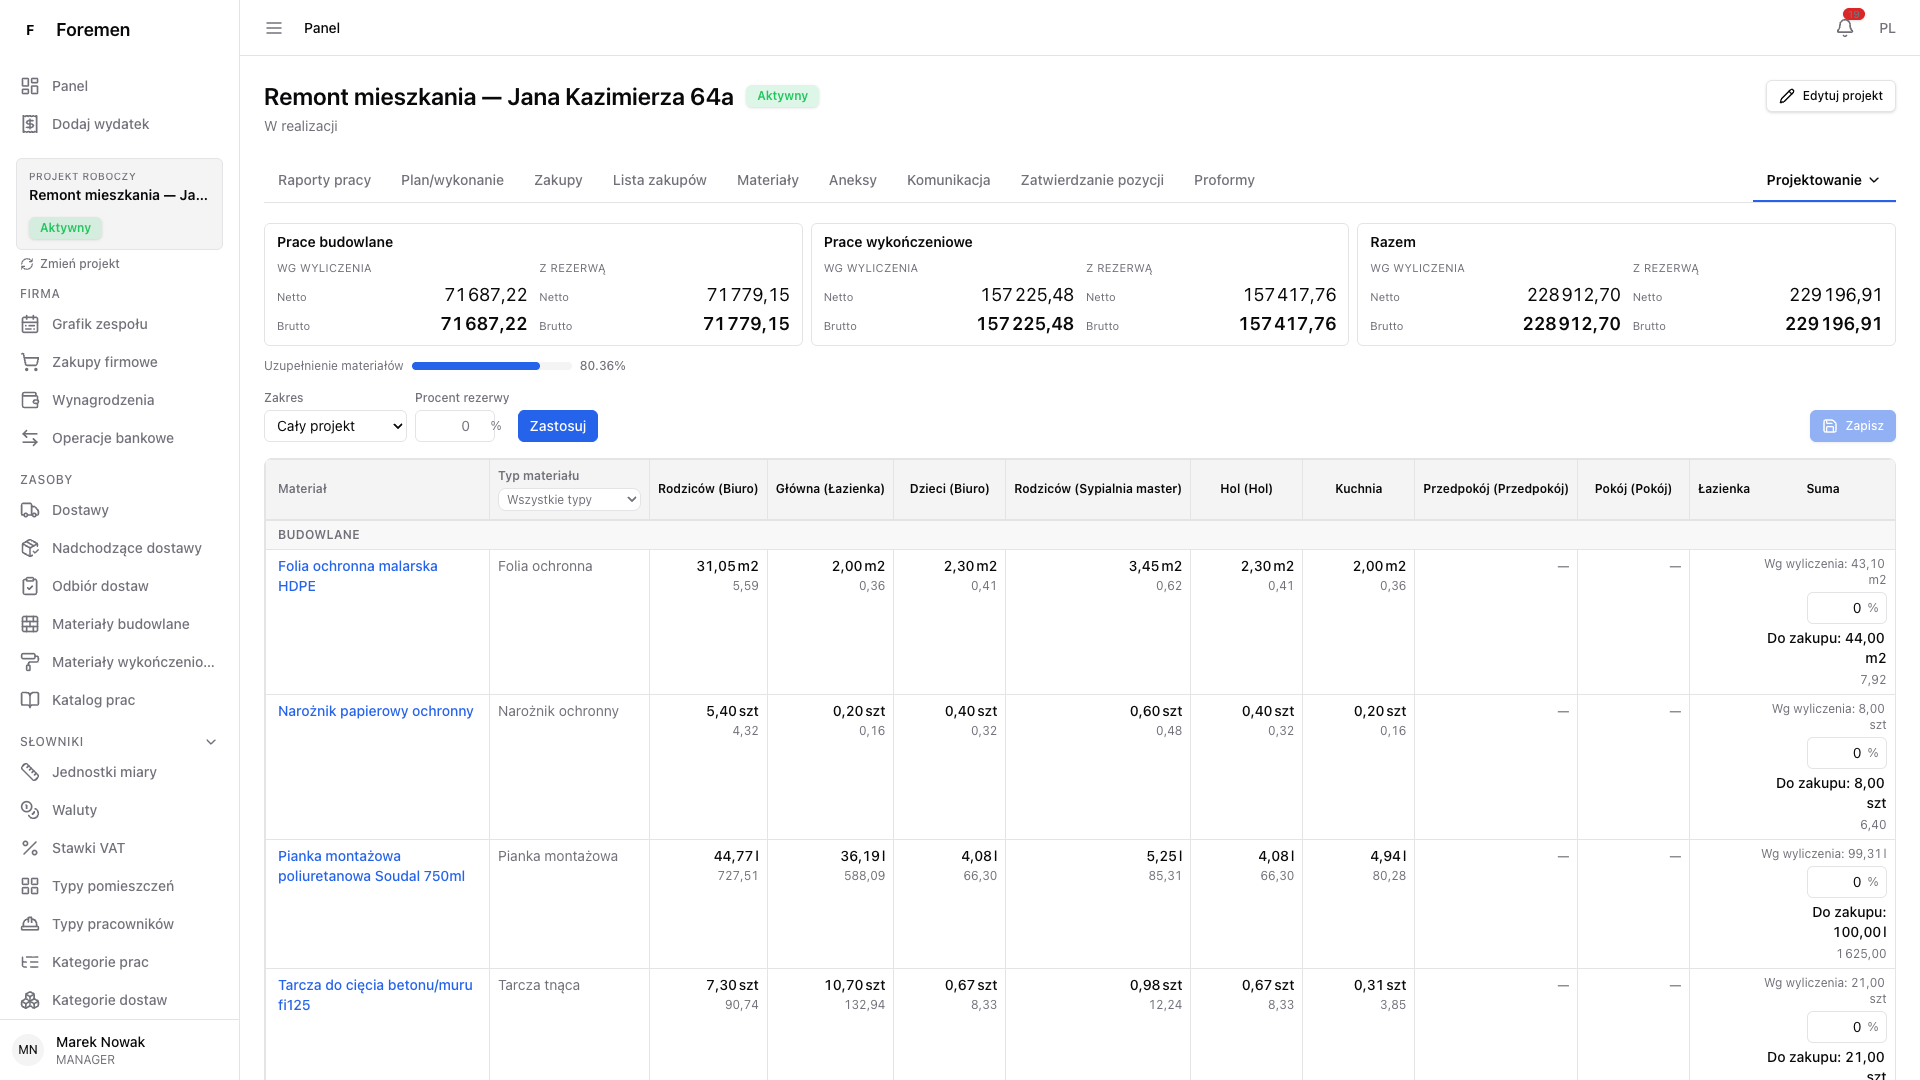 F Foremen
Panel
PL
Panel
Dodaj wydatek
PROJEKT ROBOCZY
Remont mieszkania — Ja...
Aktywny
Zmień projekt
FIRMA
Grafik zespołu
Zakupy firmowe
Wynagrodzenia
Operacje bankowe
ZASOBY
Dostawy
Nadchodzące dostawy
Odbiór dostaw
Materiały budowlane
Materiały wykończenio...
Katalog prac
SŁOWNIKI
Jednostki miary
Waluty
Stawki VAT
Typy pomieszczeń
Typy pracowników
Kategorie prac
Kategorie dostaw
MN Marek Nowak
MANAGER
Remont mieszkania — Jana Kazimierza 64a Aktywny
W realizacji
Edytuj projekt
Raporty pracy Plan/wykonanie Zakupy Lista zakupów Materiały Aneksy Komunikacja Zatwierdzanie pozycji Proformy Projektowanie
Prace budowlane
WG WYLICZENIA Z REZERWĄ
Netto 71 687,22 Netto 71 779,15
Brutto 71 687,22 Brutto 71 779,15
Prace wykończeniowe
WG WYLICZENIA Z REZERWĄ
Netto 157 225,48 Netto 157 417,76
Brutto 157 225,48 Brutto 157 417,76
Razem
WG WYLICZENIA Z REZERWĄ
Netto 228 912,70 Netto 229 196,91
Brutto 228 912,70 Brutto 229 196,91
Uzupełnienie materiałów 80.36%
Zakres Procent rezerwy
Cały projekt 0 % Zastosuj Zapisz
Materiał Typ materiału Rodziców (Biuro) Główna (Łazienka) Dzieci (Biuro) Rodziców (Sypialnia master) Hol (Hol) Kuchnia Przedpokój (Przedpokój) Pokój (Pokój) Łazienka Suma
Wszystkie typy
BUDOWLANE
Folia ochronna malarska HDPE Folia ochronna 31,05 m2 2,00 m2 2,30 m2 3,45 m2 2,30 m2 2,00 m2 — — Wg wyliczenia: 43,10 m2
5,59 0,36 0,41 0,62 0,41 0,36
0 %
Do zakupu: 44,00 m2
7,92
Narożnik papierowy ochronny Narożnik ochronny 5,40 szt 0,20 szt 0,40 szt 0,60 szt 0,40 szt 0,20 szt — — Wg wyliczenia: 8,00 szt
4,32 0,16 0,32 0,48 0,32 0,16
0 %
Do zakupu: 8,00 szt
6,40
Pianka montażowa poliuretanowa Soudal 750ml Pianka montażowa 44,77 l 36,19 l 4,08 l 5,25 l 4,08 l 4,94 l — — Wg wyliczenia: 99,31 l
727,51 588,09 66,30 85,31 66,30 80,28
0 %
Do zakupu: 100,00 l
1 625,00
Tarcza do cięcia betonu/muru fi125 Tarcza tnąca 7,30 szt 10,70 szt 0,67 szt 0,98 szt 0,67 szt 0,31 szt — — Wg wyliczenia: 21,00 szt
90,74 132,94 8,33 12,24 8,33 3,85
0 %
Do zakupu: 21,00 szt